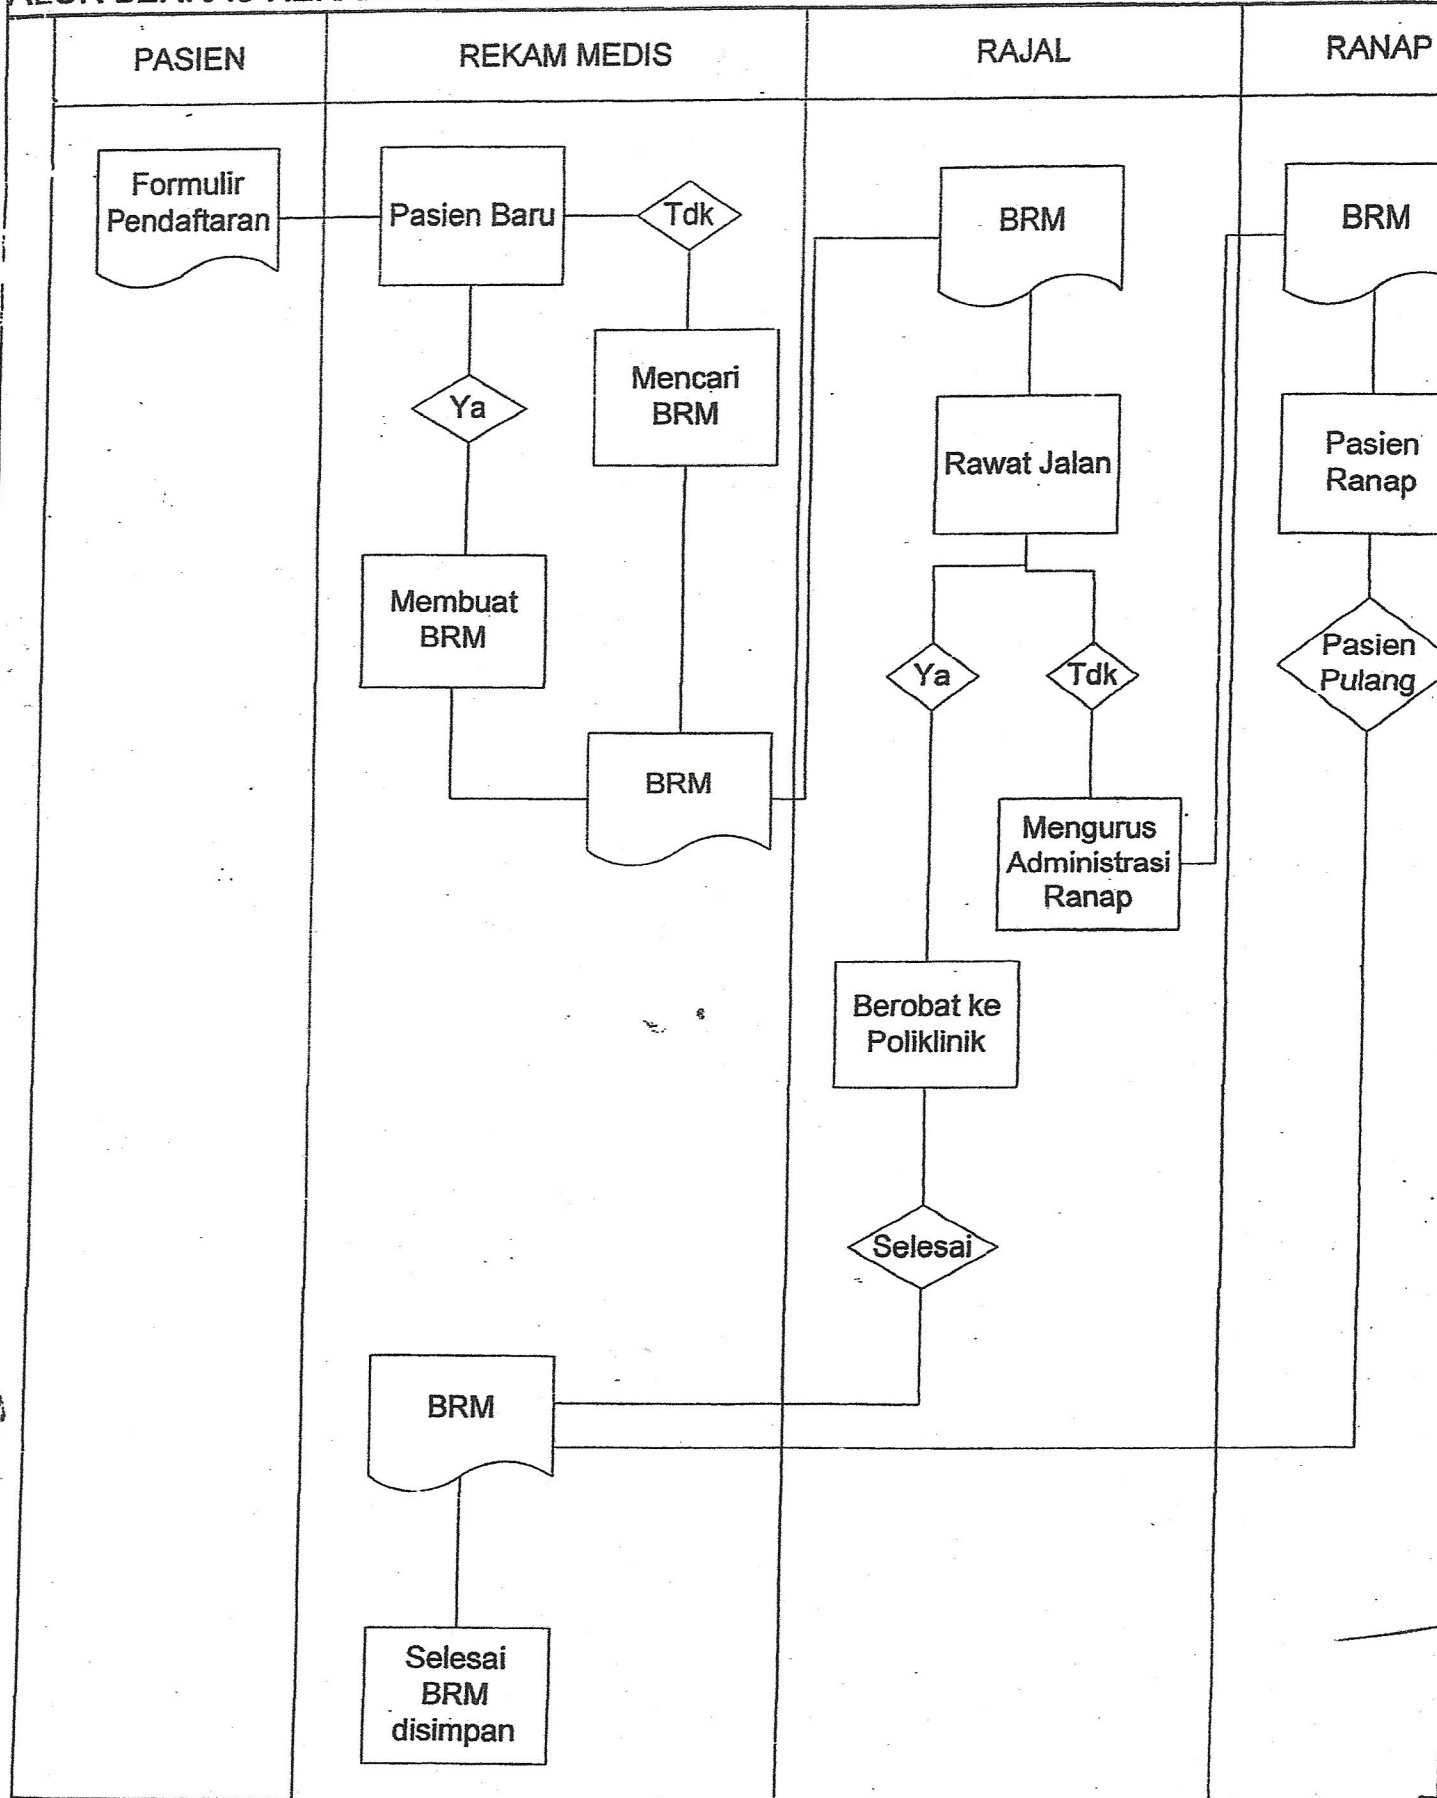 PASIEN
REKAM MEDIS
RAJAL
RANAP
Formulir
Pendaftaran
Pasien Baru
Tdk
BRM
BRM
Mencari
BRM
Ya
Rawat Jalan
Pasien
Ranap
Membuat
BRM
Ya
Tdk
Pasien
Pulang
BRM
Mengurus
Administrasi
Ranap
Berobat ke
Poliklinik
Selesai
BRM
Selesai
BRM
disimpan